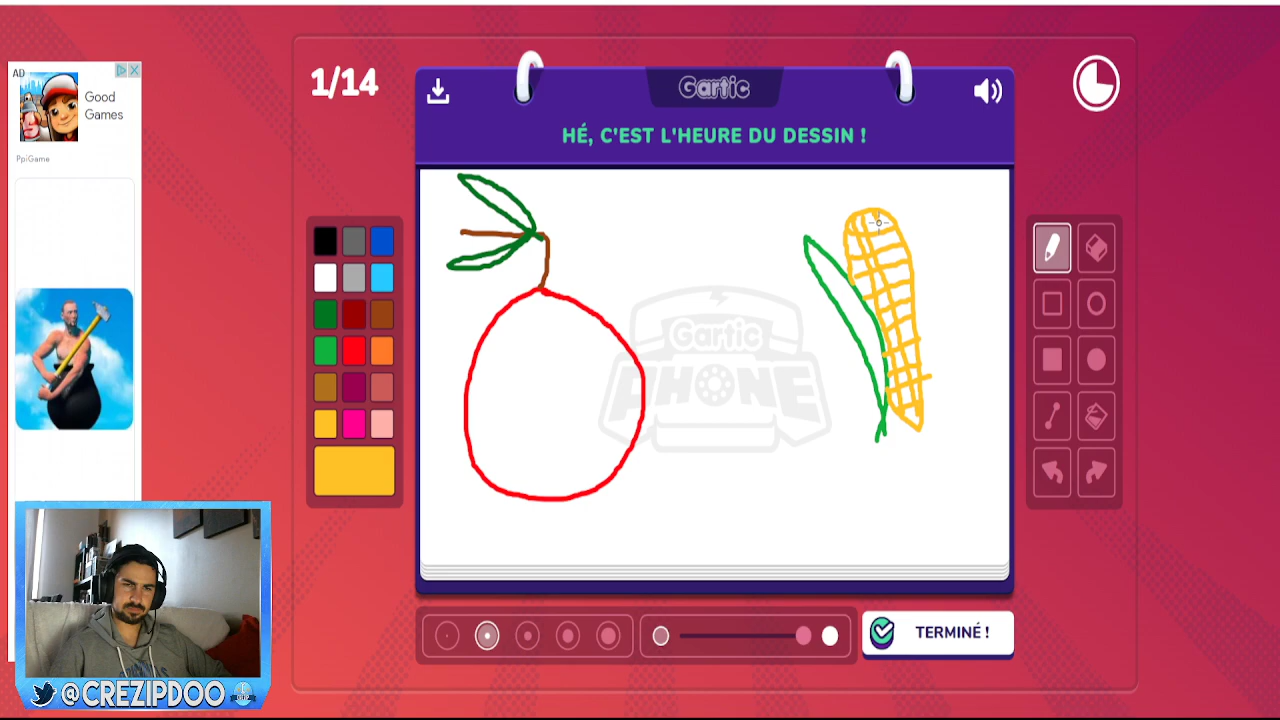 AD
Good
Games
PpiGame
1/14
Gartic
HÉ, C'EST L'HEURE DU DESSIN !
Gartic
PHONE
TERMINÉ !
@CREZIPDOO